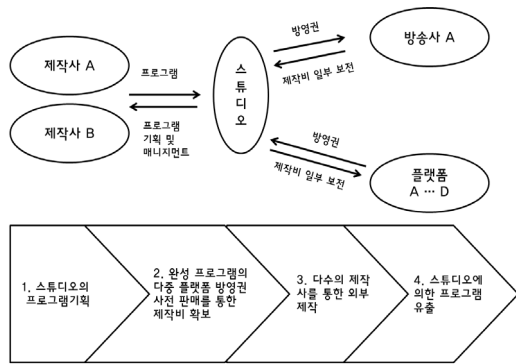 제작사 A
제작사 B
프로그램
프로그램
기획 및
매니지먼트
스
튜
디
오
방영권
제작비 일부 보전
방송사 A
방영권
제작비 일부 보전
플랫폼
A … D
1. 스튜디오의
프로그램기획
2. 완성 프로그램의
다중 플랫폼 방영권
사전 판매를 통한
제작비 확보
3. 다수의 제작
사를 통한 외부
제작
4. 스튜디오에
의한 프로그램
유출